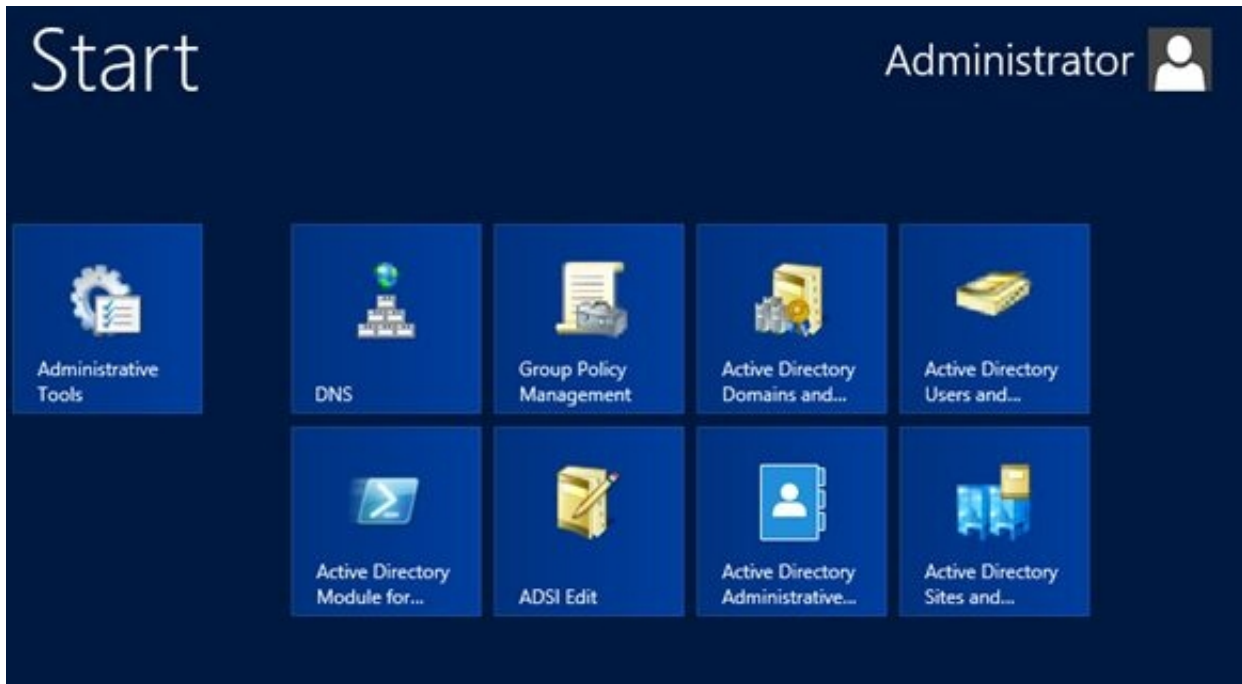 Start
Administrator
Administrative
Tools
DNS
Group Policy
Management
Active Directory
Domains and...
Active Directory
Users and...
Active Directory
Module for...
ADSI Edit
Active Directory
Administrative...
Active Directory
Sites and...